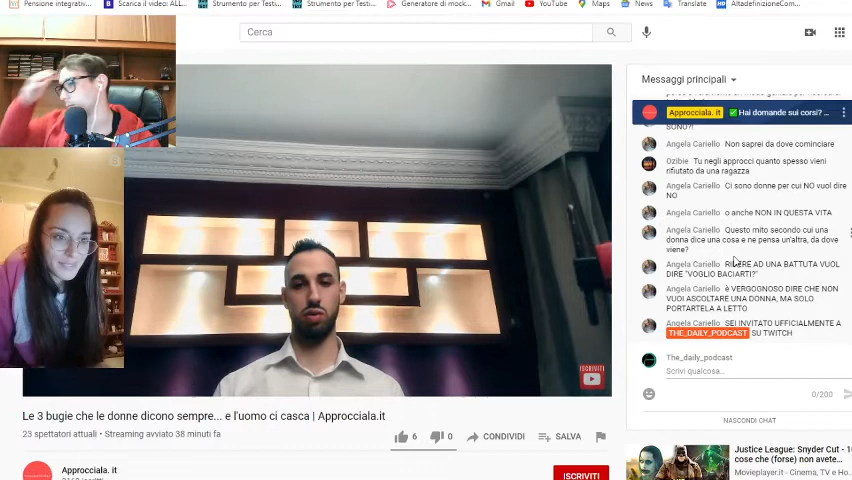 Pensione integrativ...
Scarica il video: ALL...
Strumento per Testi...
Strumento per Testi...
Generatore di mock...
Gmail
YouTube
Maps
News
Translate
AltadefinizioneCom...
Cerca
Messaggi principali
Approcciala. it
Hai domande sui corsi? ...
SONO?!
Angela Cariello Non saprei da dove cominciare
Ozibie Tu negli approcci quanto spesso vieni
rifiutato da una ragazza
Angela Cariello Ci sono donne per cui NO vuol dire
NO
Angela Cariello o anche NON IN QUESTA VITA
Angela Cariello Questo mito secondo cui una
donna dice una cosa e ne pensa un'altra, da dove
viene?
Angela Cariello RIDERE AD UNA BATTUTA VUOL
DIRE "VOGLIO BACIARTI?"
Angela Cariello è VERGOGNOSO DIRE CHE NON
VUOI ASCOLTARE UNA DONNA, MA SOLO
PORTARTELA A LETTO
Angela Cariello SEI INVITATO UFFICIALMENTE A
THE_DAILY_PODCAST SU TWITCH
The_daily_podcast
Scrivi qualcosa...
0/200
NASCONDI CHAT
ISCRIVITI
Le 3 bugie che le donne dicono sempre... e l'uomo ci casca | Approcciala.it
23 spettatori attuali • Streaming avviato 38 minuti fa
6
0
CONDIVIDI
SALVA
Approcciala. it
ISCRIVITI
Justice League: Snyder Cut - 1
cose che (forse) non avete...
Movieplayer.it - Cinema, TV e Ho...